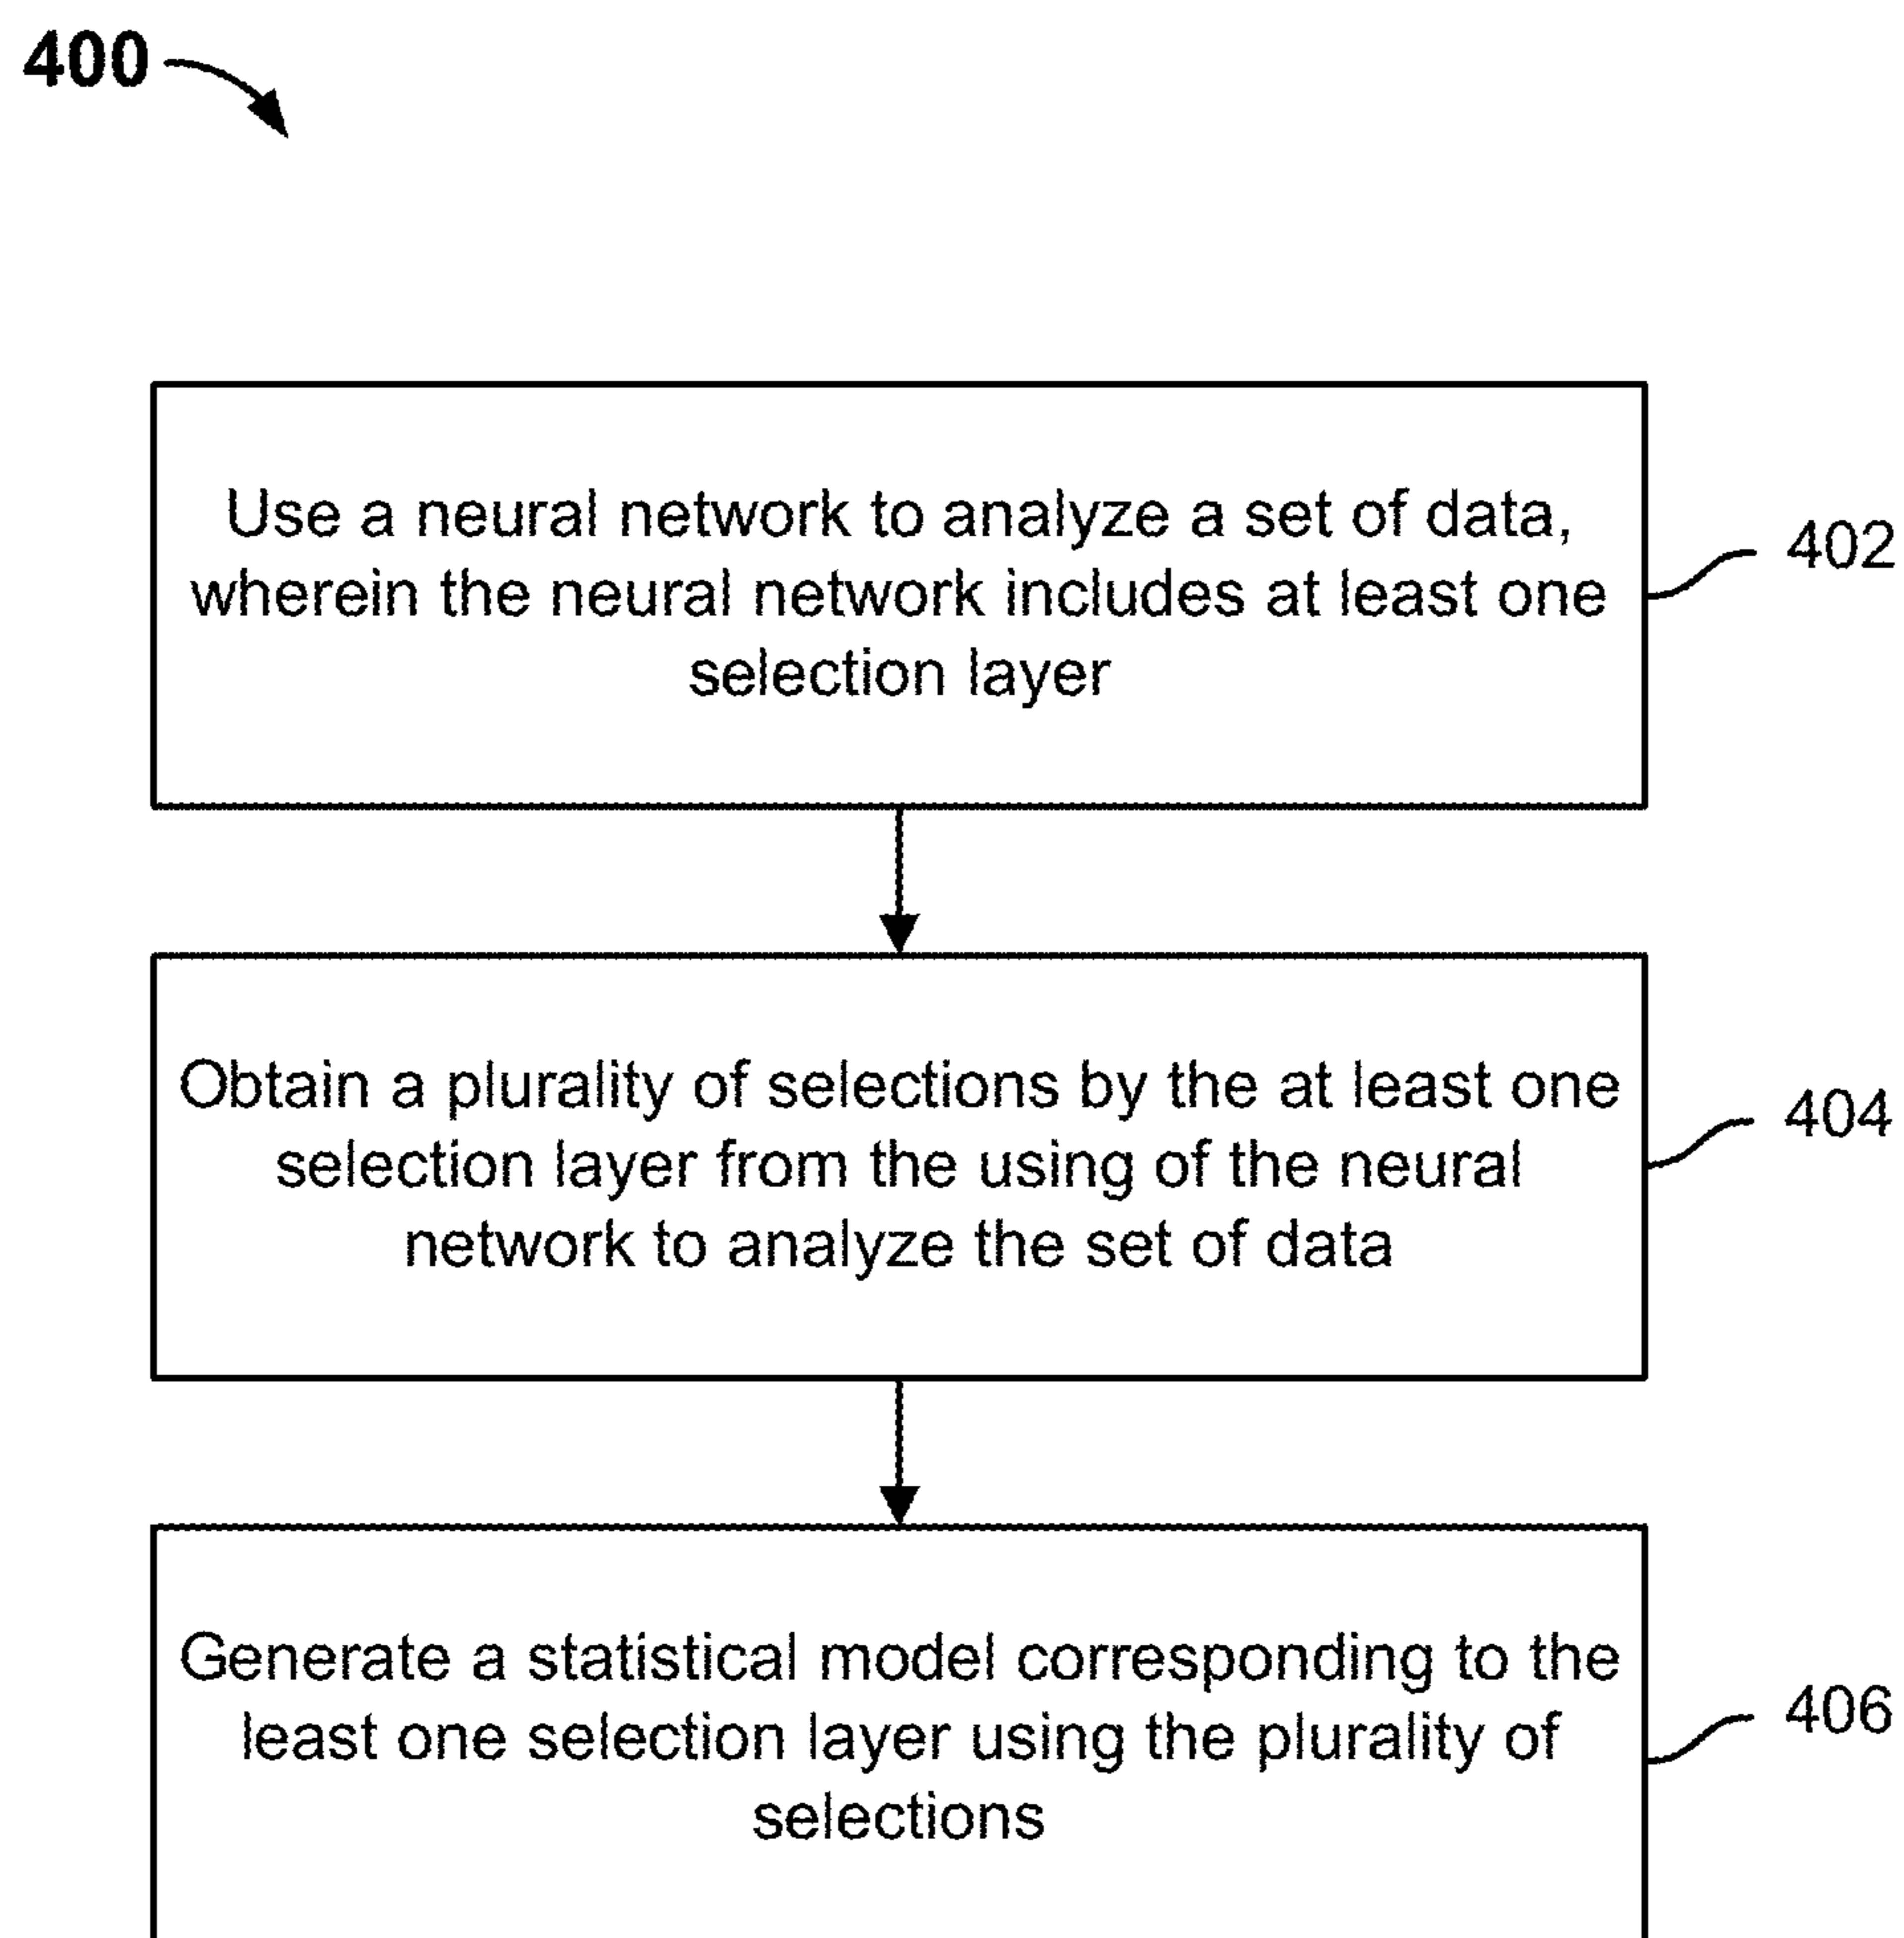 400
Use a neural network to analyze a set of data,
wherein the neural network includes at least one
selection layer
402
Obtain a plurality of selections by the at least one
selection layer from the using of the neural
network to analyze the set of data
404
Generate a statistical model corresponding to the
least one selection layer using the plurality of
selections
406